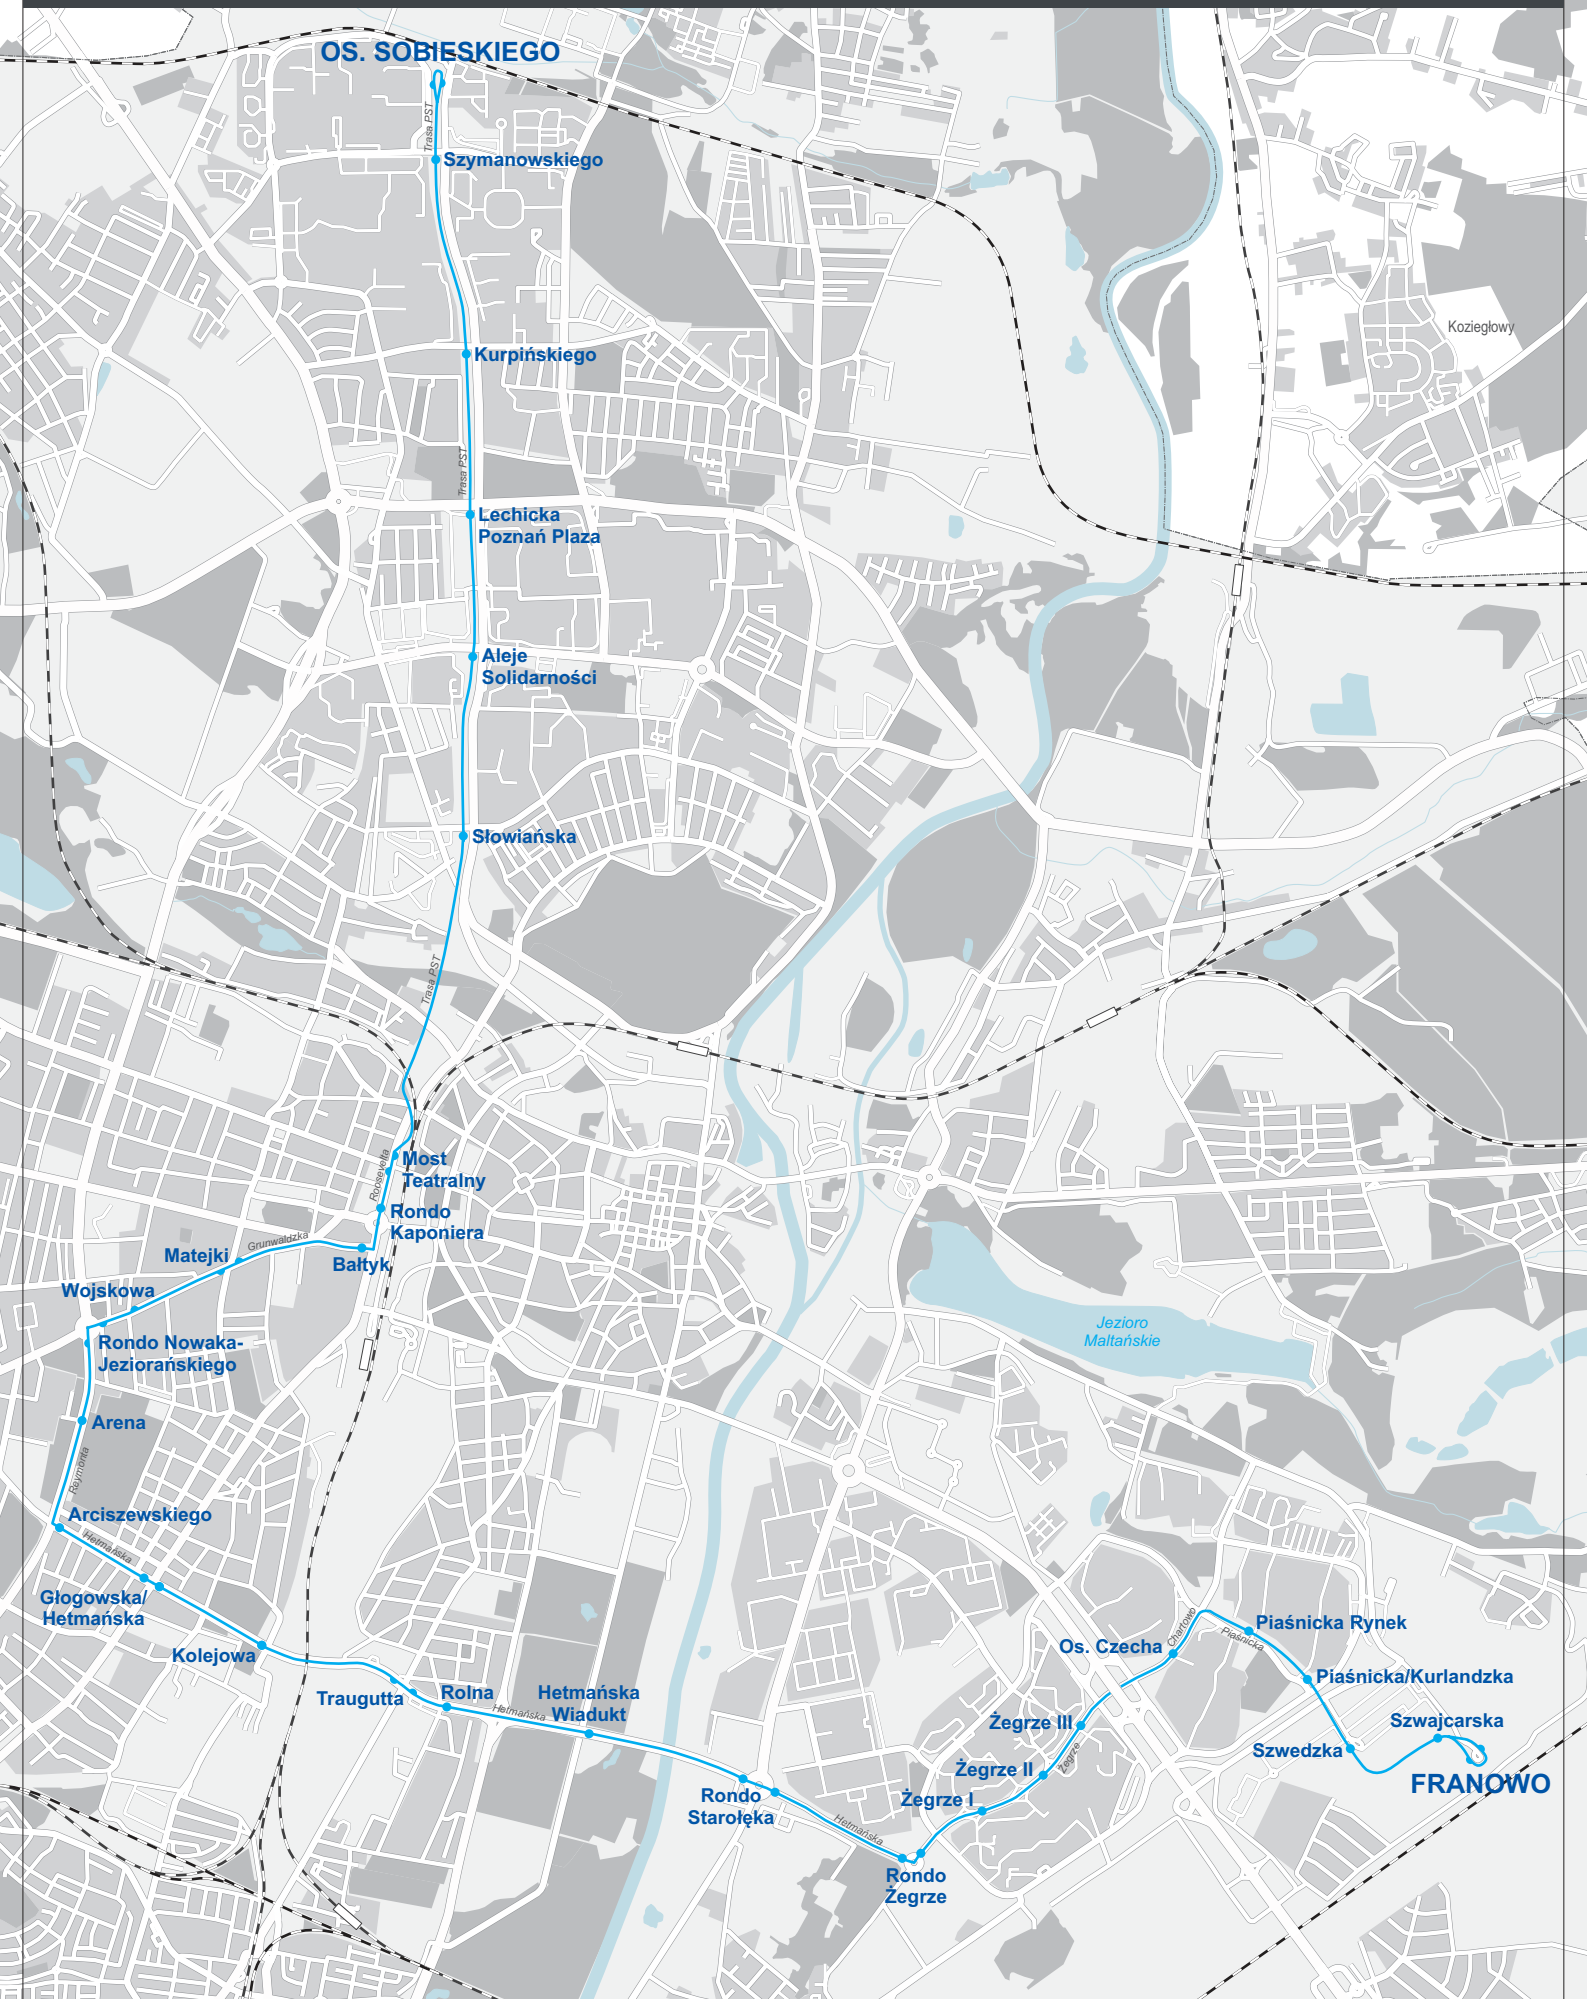 OS. SOBIESKIEGO
Trasa PST
Szymanowskiego
Koziegłowy
Kurpińskiego
Trasa PST
Lechicka
Poznań Plaza
Aleje
Solidarności
Słowiańska
Trasa PST
Most
Teatralny
Roosevelta
Rondo
Kaponiera
Grunwaldzka
Matejki
Bałtyk
Wojskowa
Rondo Nowaka-
Jeziorańskiego
Jezioro
Maltańskie
Arena
Reymonta
Arciszewskiego
Hetmańska
Głogowska/
Hetmańska
Kolejowa
Traugutta
Rolna
Hetmańska
Hetmańska
Wiadukt
Rondo
Starołęka
Hetmańska
Rondo
Żegrze
Żegrze I
Żegrze II
Żegrze
Żegrze III
Os. Czecha
Chartowo
Piaśnicka
Piaśnicka Rynek
Piaśnicka/Kurlandzka
Szwedzka
Szwajcarska
FRANOWO